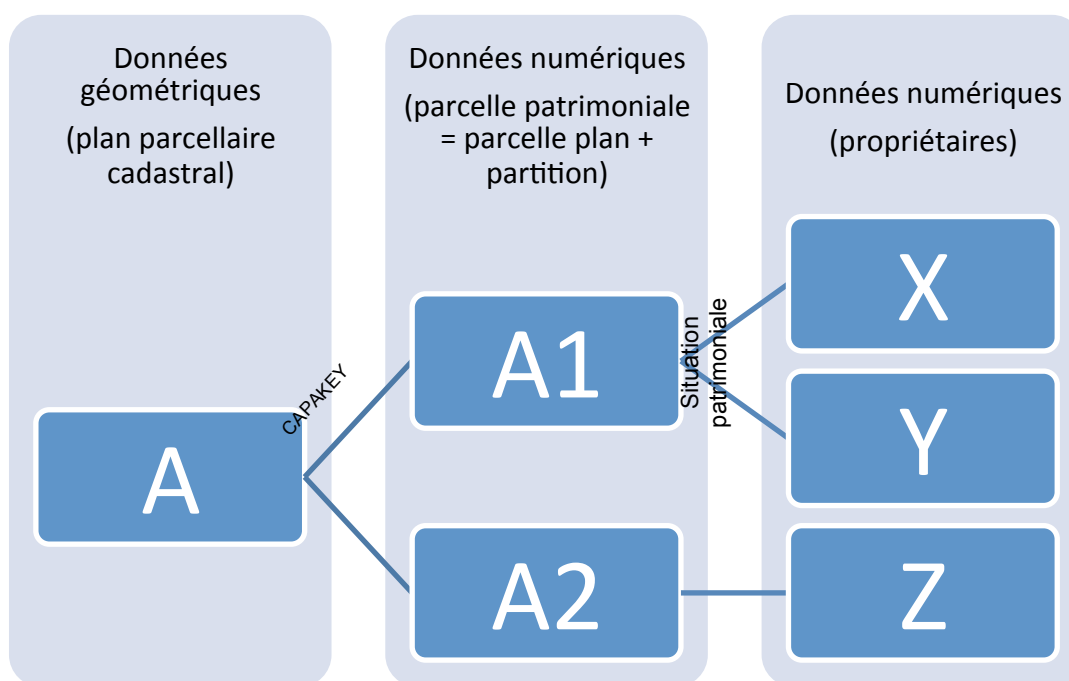 Données
géométriques
(plan parcellaire
cadastral)
Données numériques
(parcelle patrimoniale
= parcelle plan +
partition)
Données numériques
(propriétaires)
A
CAPAKEY
A1
A2
Situation
patrimoniale
X
Y
Z